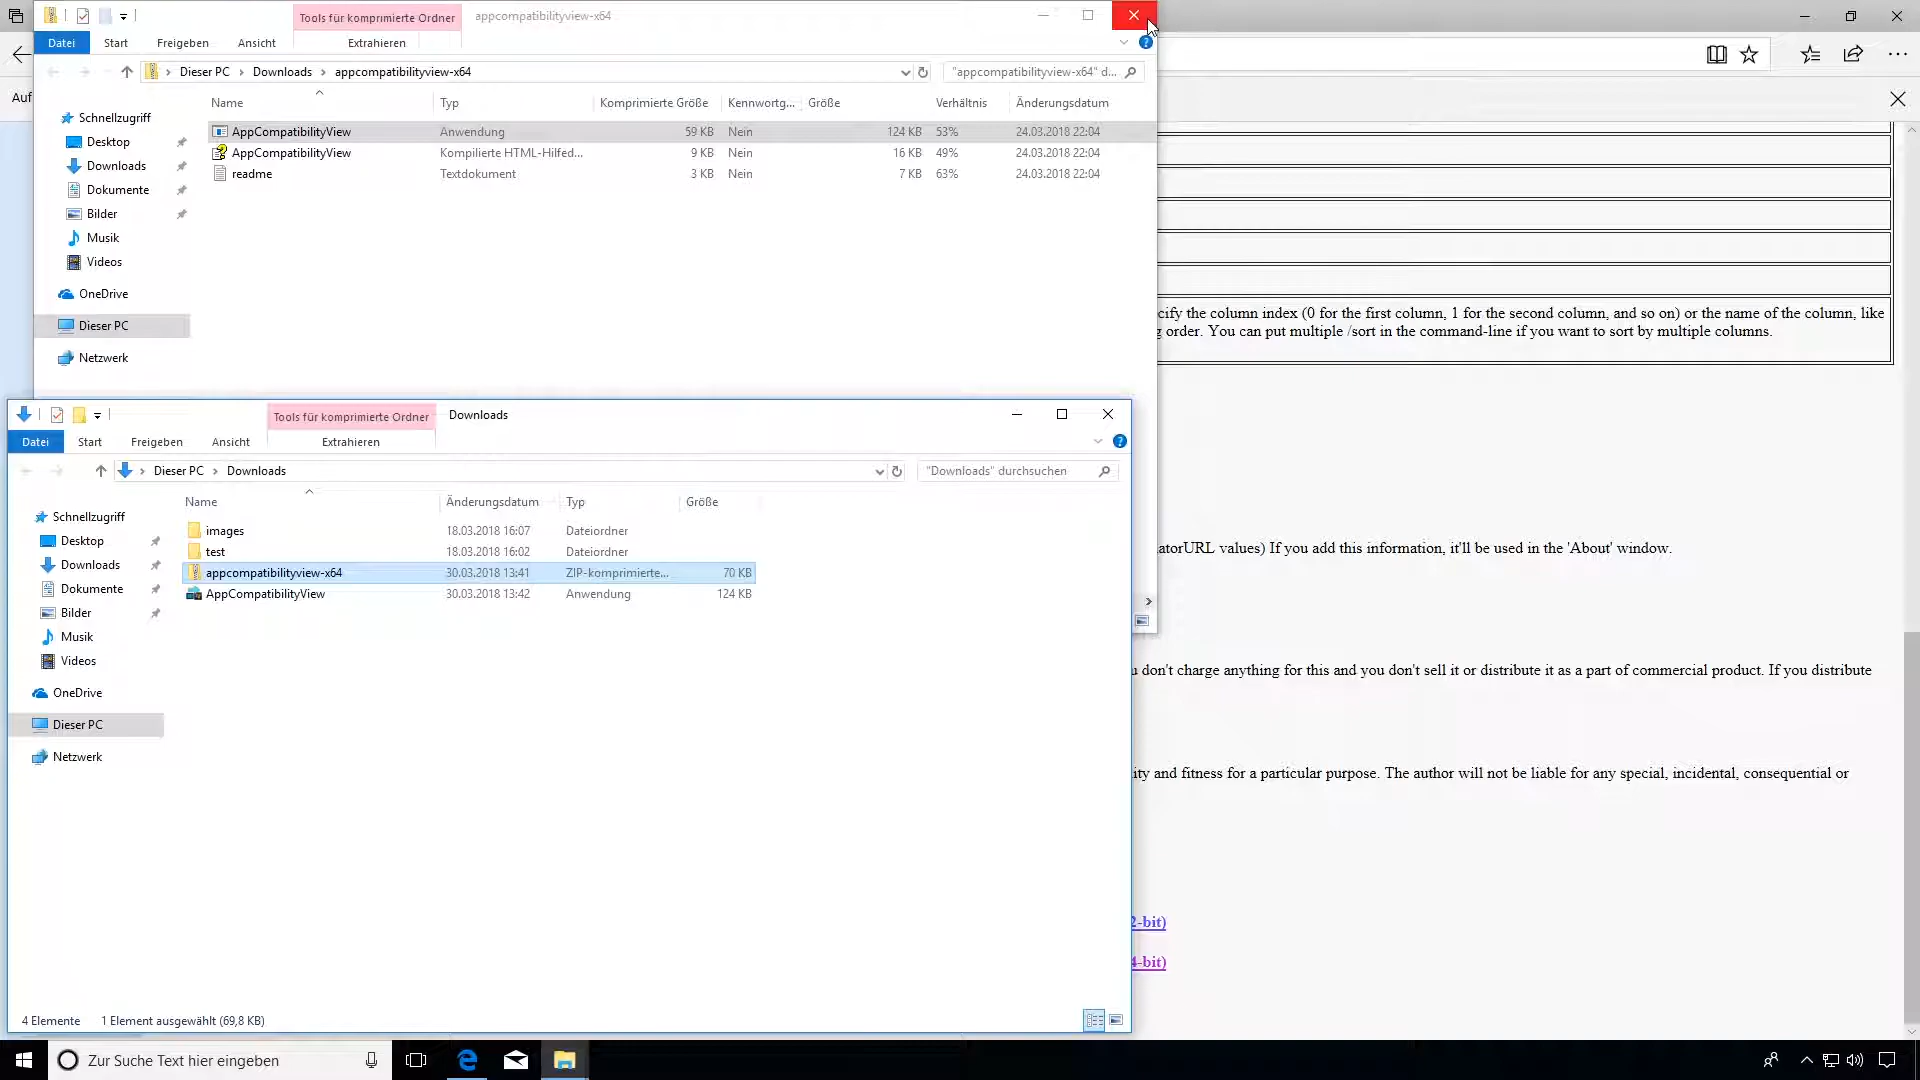 Tools für komprimierte Ordner appcompatibilityview-x64
Datei Start Freigeben Ansicht Extrahieren
Auf
Dieser PC Downloads appcompatibilityview-x64 "appcompatibilityview-x64" d...
Name Typ Komprimierte Größe Kennwortg... Größe Verhältnis Änderungsdatum
Schnellzugriff
Desktop
Downloads
Dokumente
Bilder
Musik
Videos
OneDrive
Dieser PC
Netzwerk
AppCompatibilityView Anwendung 59 KB Nein 124 KB 53% 24.03.2018 22:04
AppCompatibilityView Kompilierte HTML-Hilfed... 9 KB Nein 16 KB 49% 24.03.2018 22:04
readme Textdokument 3 KB Nein 7 KB 63% 24.03.2018 22:04
cify the column index (0 for the first column, 1 for the second column, and so on) or the name of the column, like
g order. You can put multiple /sort in the command-line if you want to sort by multiple columns.
Tools für komprimierte Ordner Downloads
Datei Start Freigeben Ansicht Extrahieren
Dieser PC Downloads "Downloads" durchsuchen
Name Änderungsdatum Typ Größe
Schnellzugriff
Desktop
Downloads
Dokumente
Bilder
Musik
Videos
OneDrive
Dieser PC
Netzwerk
images 18.03.2018 16:07 Dateiordner
test 18.03.2018 16:02 Dateiordner
appcompatibilityview-x64 30.03.2018 13:41 ZIP-komprimierte... 70 KB
AppCompatibilityView 30.03.2018 13:42 Anwendung 124 KB
4 Elemente 1 Element ausgewählt (69,8 KB)
atorURL values) If you add this information, it'll be used in the 'About' window.
u don't charge anything for this and you don't sell it or distribute it as a part of commercial product. If you distribute
ity and fitness for a particular purpose. The author will not be liable for any special, incidental, consequential or
2-bit)
4-bit)
Zur Suche Text hier eingeben